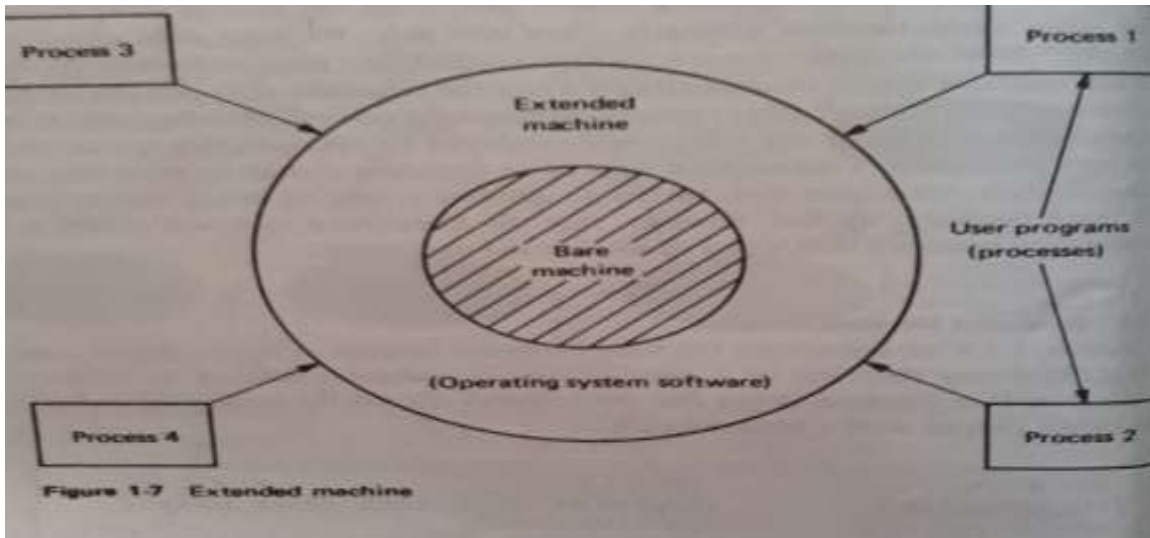 Process 3
Process 1
Extended
machine
User programs
(processes)
Bare
machine
(Operating system software)
Process 4
Process 2
Figure 1-7 Extended machine